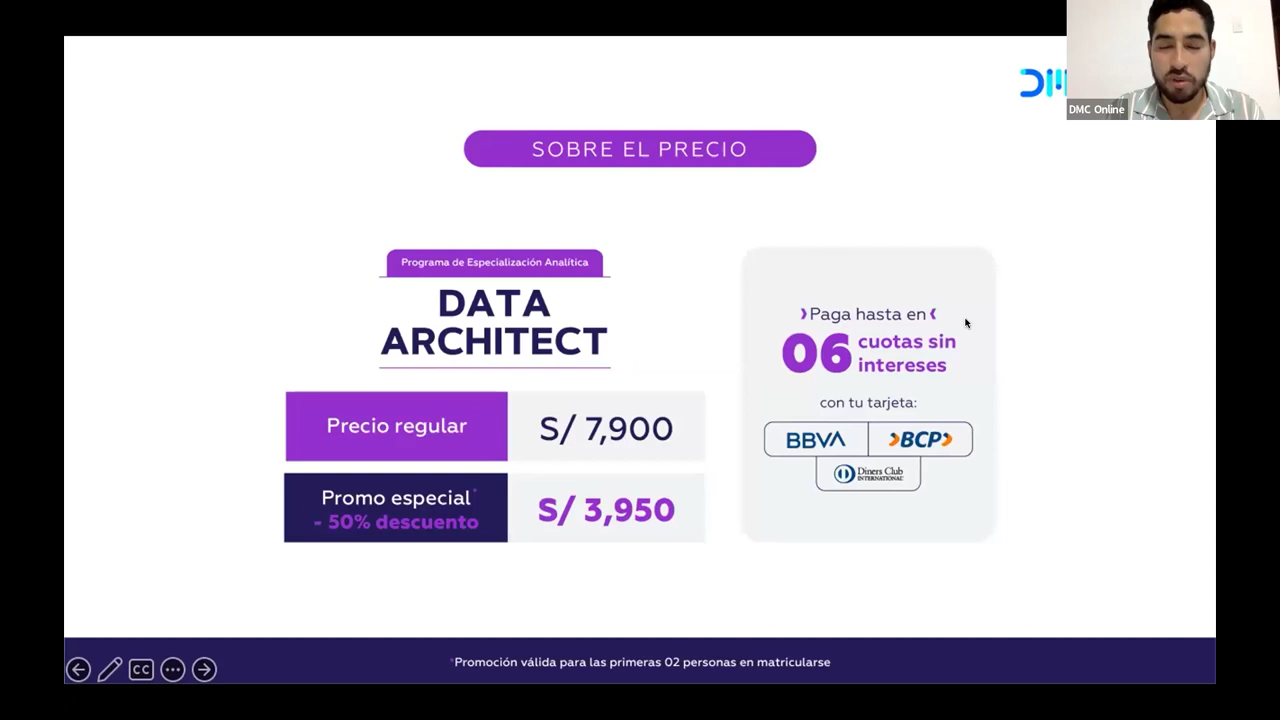 DMC Online
SOBRE EL PRECIO
Programa de Especialización Analítica
DATA
ARCHITECT
Precio regular
S/ 7,900
Promo especial*
- 50% descuento
S/ 3,950
Paga hasta en
06 cuotas sin
intereses
con tu tarjeta:
BBVA
BCP
Diners Club
INTERNATIONAL
*Promoción válida para las primeras 02 personas en matricularse
CC